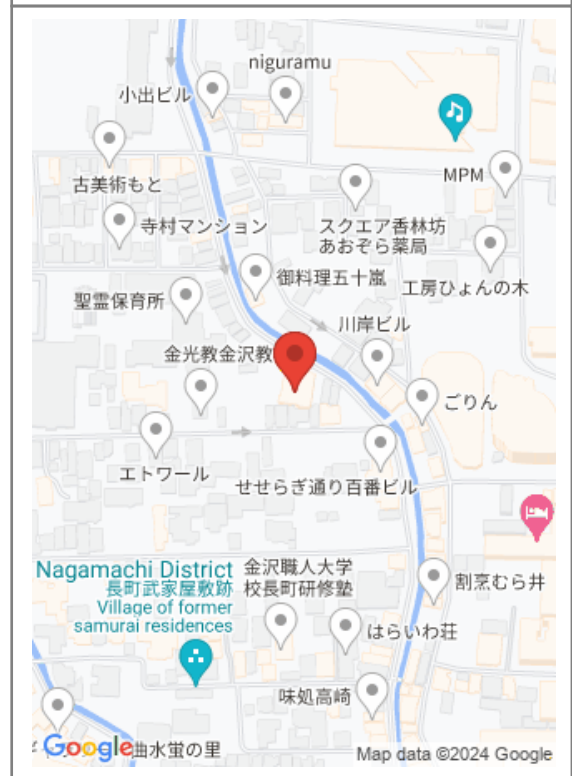 niguramu
小出ビル
MPM
古美術もと
スクエア香林坊
あおぞら薬局
寺村マンション
御料理五十嵐
工房ひょんの木
聖霊保育所
川岸ビル
金光教金沢教
ごりん
エトワール
せせらぎ通り百番ビル
Nagamachi District
長町武家屋敷跡
Village of former
samurai residences
金沢職人大学
校長町研修塾
割烹むら井
はらいわ荘
味処高崎
Google
曲水蛍の里
Map data ©2024 Google